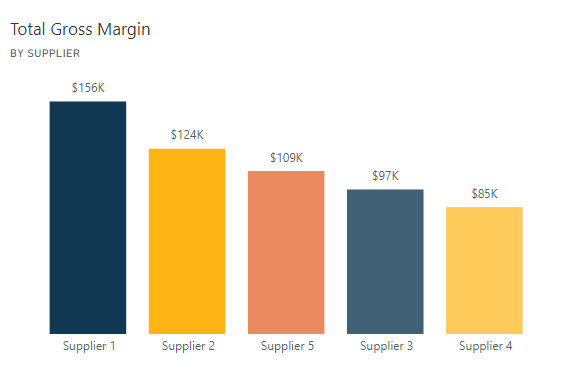 Total Gross Margin
BY SUPPLIER
$156K
$124K
$109K
$97K
$85K
Supplier 1
Supplier 2
Supplier 5
Supplier 3
Supplier 4